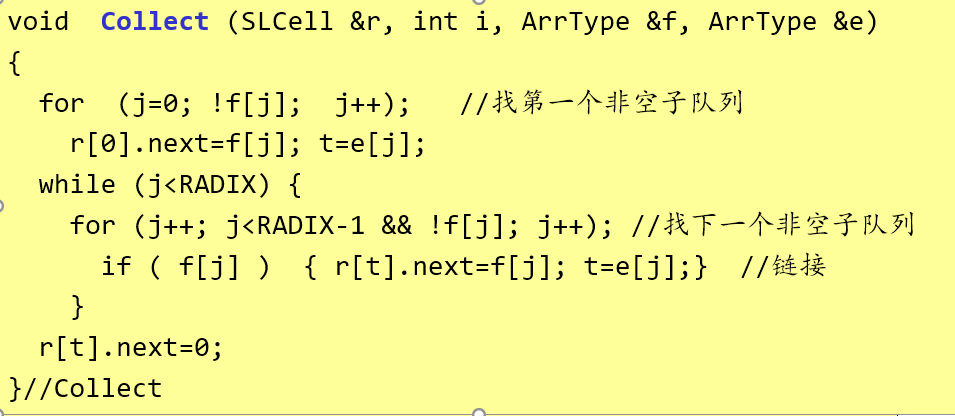 void  Collect (SLCell &r, int i, ArrType &f, ArrType &e)
{
  for  (j=0; !f[j];  j++);   //找第一个非空子队列
    r[0].next=f[j]; t=e[j];
  while (j<RADIX) {
    for (j++; j<RADIX-1 && !f[j]; j++); //找下一个非空子队列
      if ( f[j] )  { r[t].next=f[j]; t=e[j];}  //链接
    }
  r[t].next=0;
}//Collect